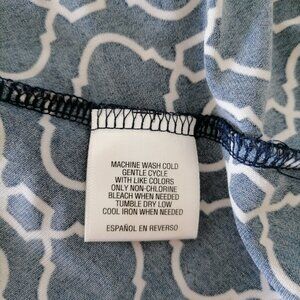 MACHINE WASH COLD
GENTLE CYCLE
WITH LIKE COLORS
ONLY NON-CHLORINE
BLEACH WHEN NEEDED
TUMBLE DRY LOW
COOL IRON WHEN NEEDED
ESPAÑOL EN REVERSO